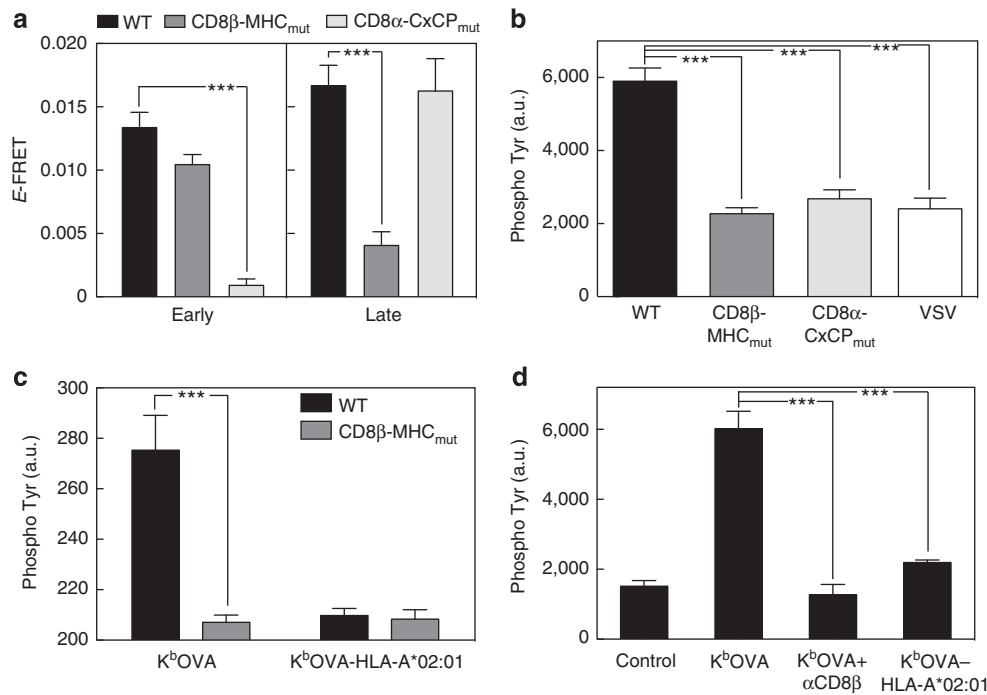 a
WT CD8β-MHCmut CD8α-CxCPmut
0.020
0.015
0.010
0.005
0
E-FRET
***
***
Early Late
b
6,000
4,000
2,000
0
Phospho Tyr (a.u.)
***
***
***
WT CD8β-MHCmut CD8α-CxCPmut VSV
c
300
280
260
240
220
200
Phospho Tyr (a.u.)
***
WT
CD8β-MHCmut
KbOVA KbOVA-HLA-A*02:01
d
6,000
4,000
2,000
0
Phospho Tyr (a.u.)
***
***
Control KbOVA KbOVA+ αCD8β KbOVA– HLA-A*02:01